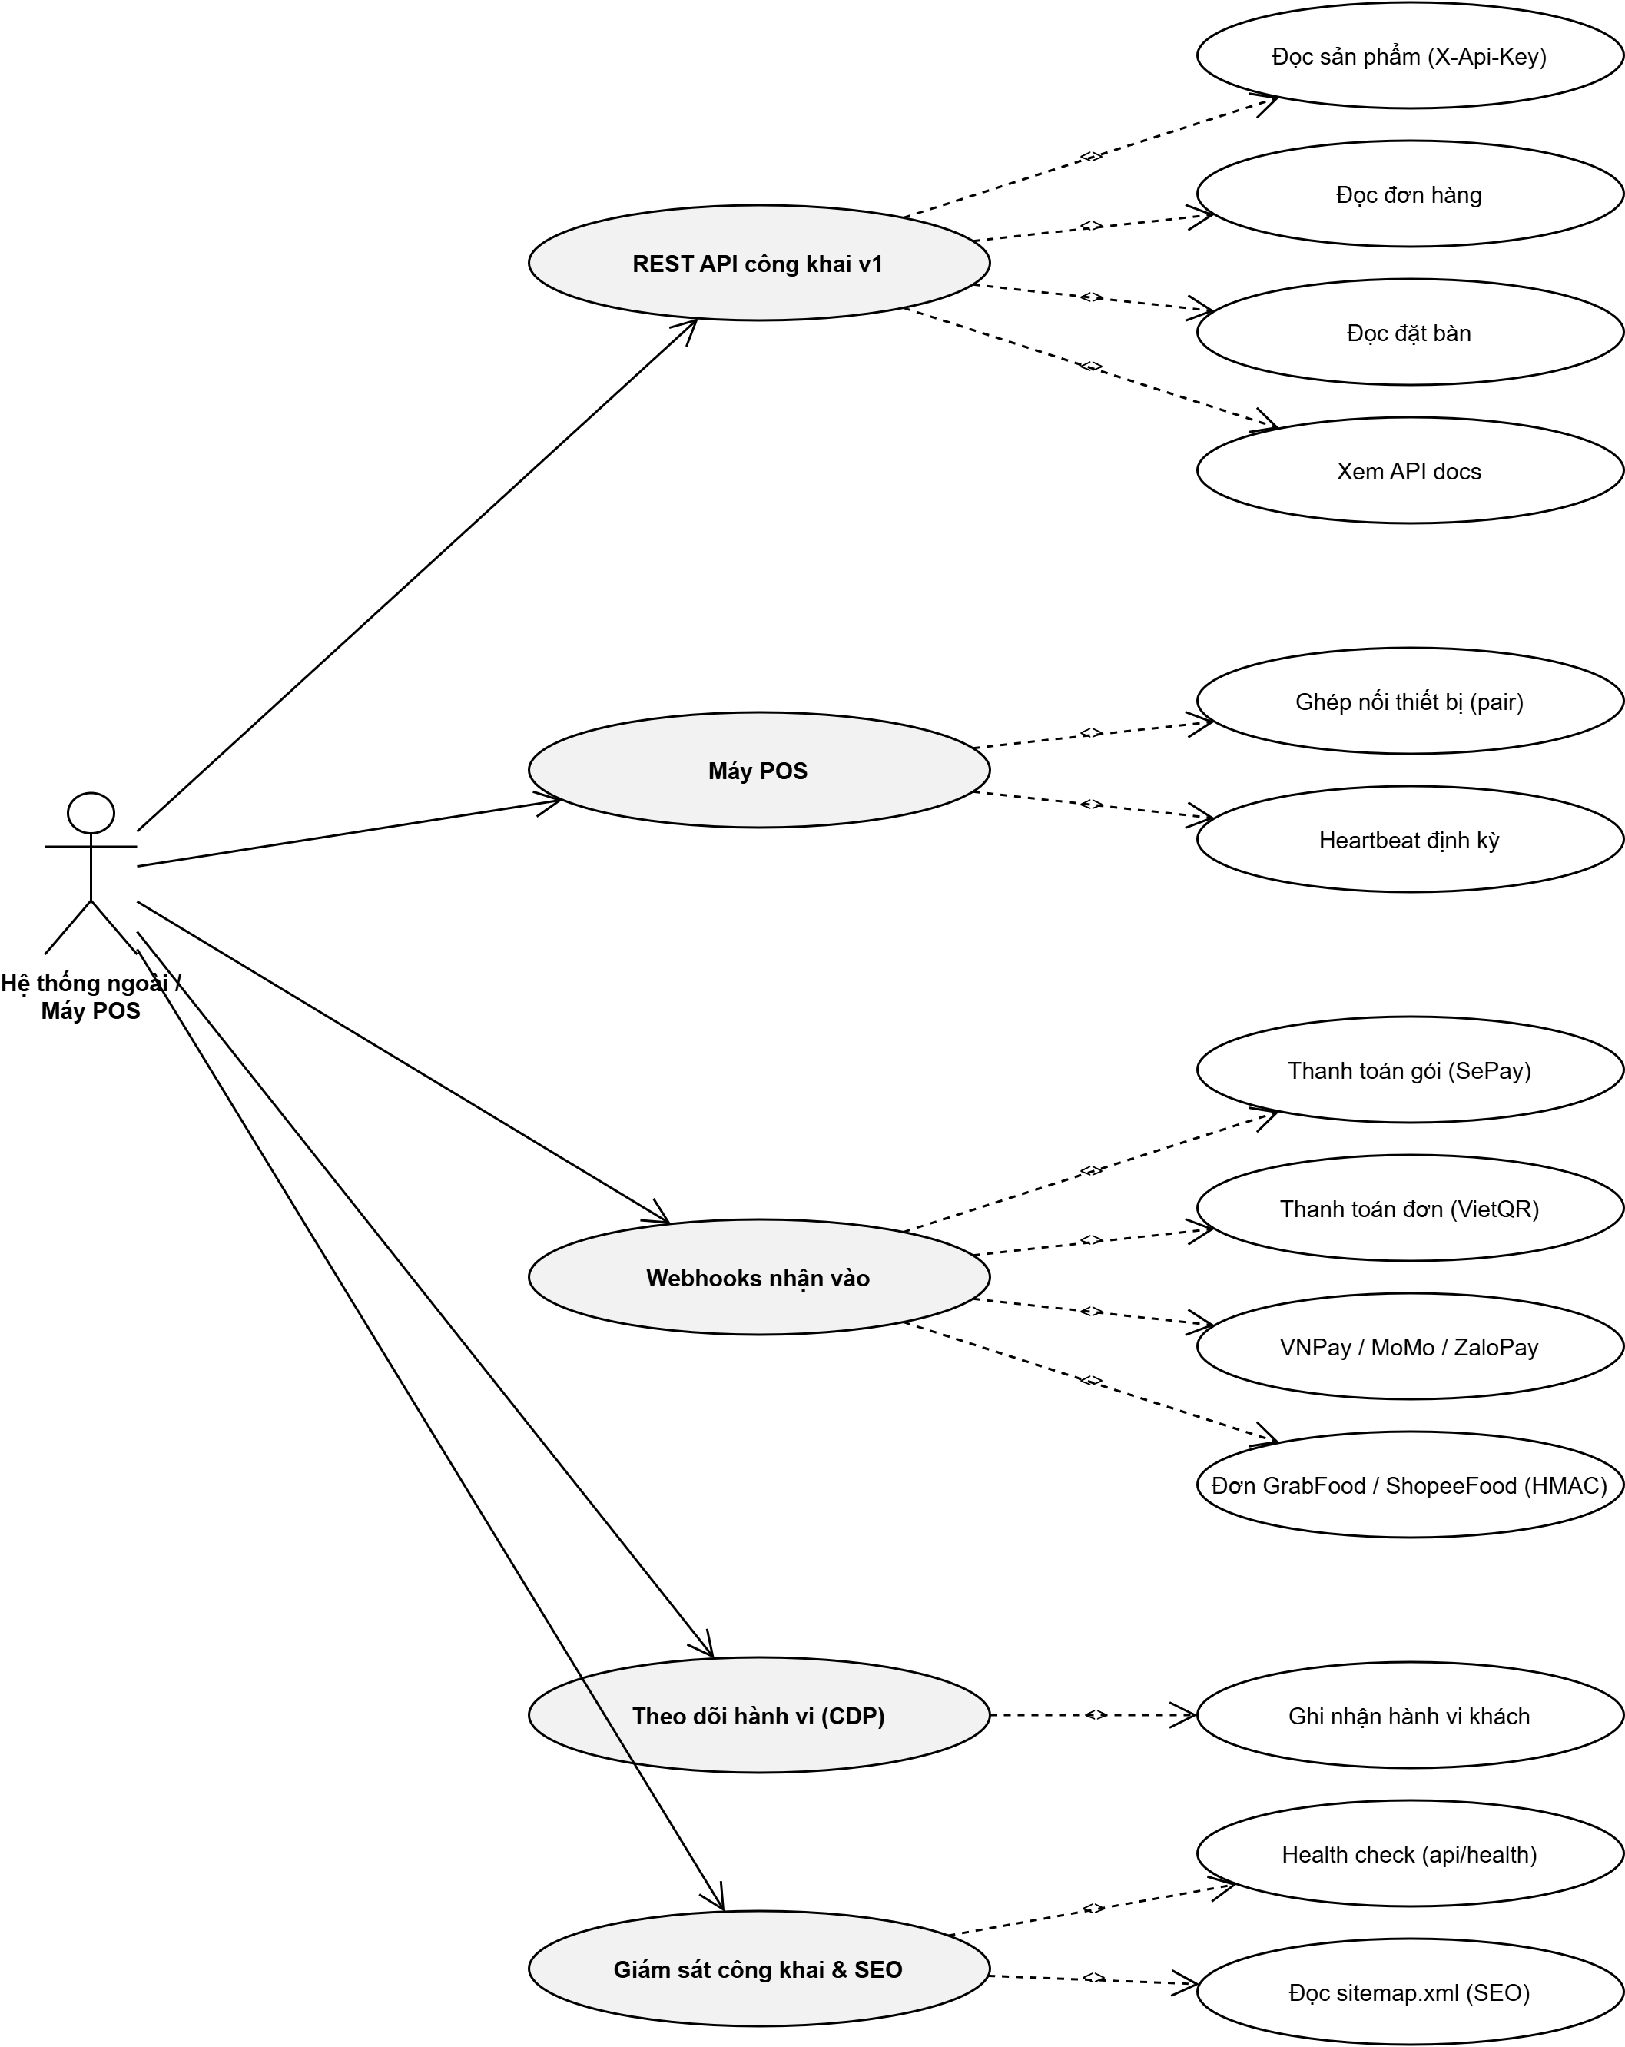 Đọc sản phẩm (X-Api-Key)
Đọc đơn hàng
REST API công khai v1
Đọc đặt bàn
Xem API docs
Ghép nối thiết bị (pair)
Máy POS
Heartbeat định kỳ
Hệ thống ngoài /
Máy POS
Thanh toán gói (SePay)
Thanh toán đơn (VietQR)
Webhooks nhận vào
VNPay / MoMo / ZaloPay
Đơn GrabFood / ShopeeFood (HMAC)
Theo dõi hành vi (CDP)
Ghi nhận hành vi khách
Health check (api/health)
Giám sát công khai & SEO
Đọc sitemap.xml (SEO)